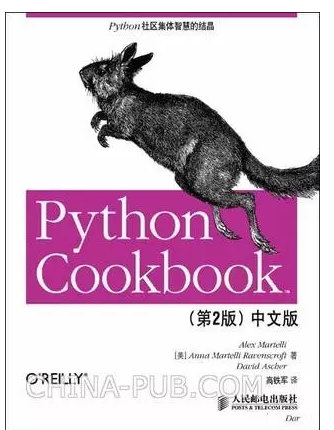 Python社区集体智慧的结晶
Python
Cookbook™
（第2版）中文版
Alex Martelli
[美] Anna Martelli Ravenscroft 著
David Ascher
高铁军 译
O'REILLY®
CHINA-PUB.COM
人民邮电出版社
POSTS & TELECOM PRESS
Dar